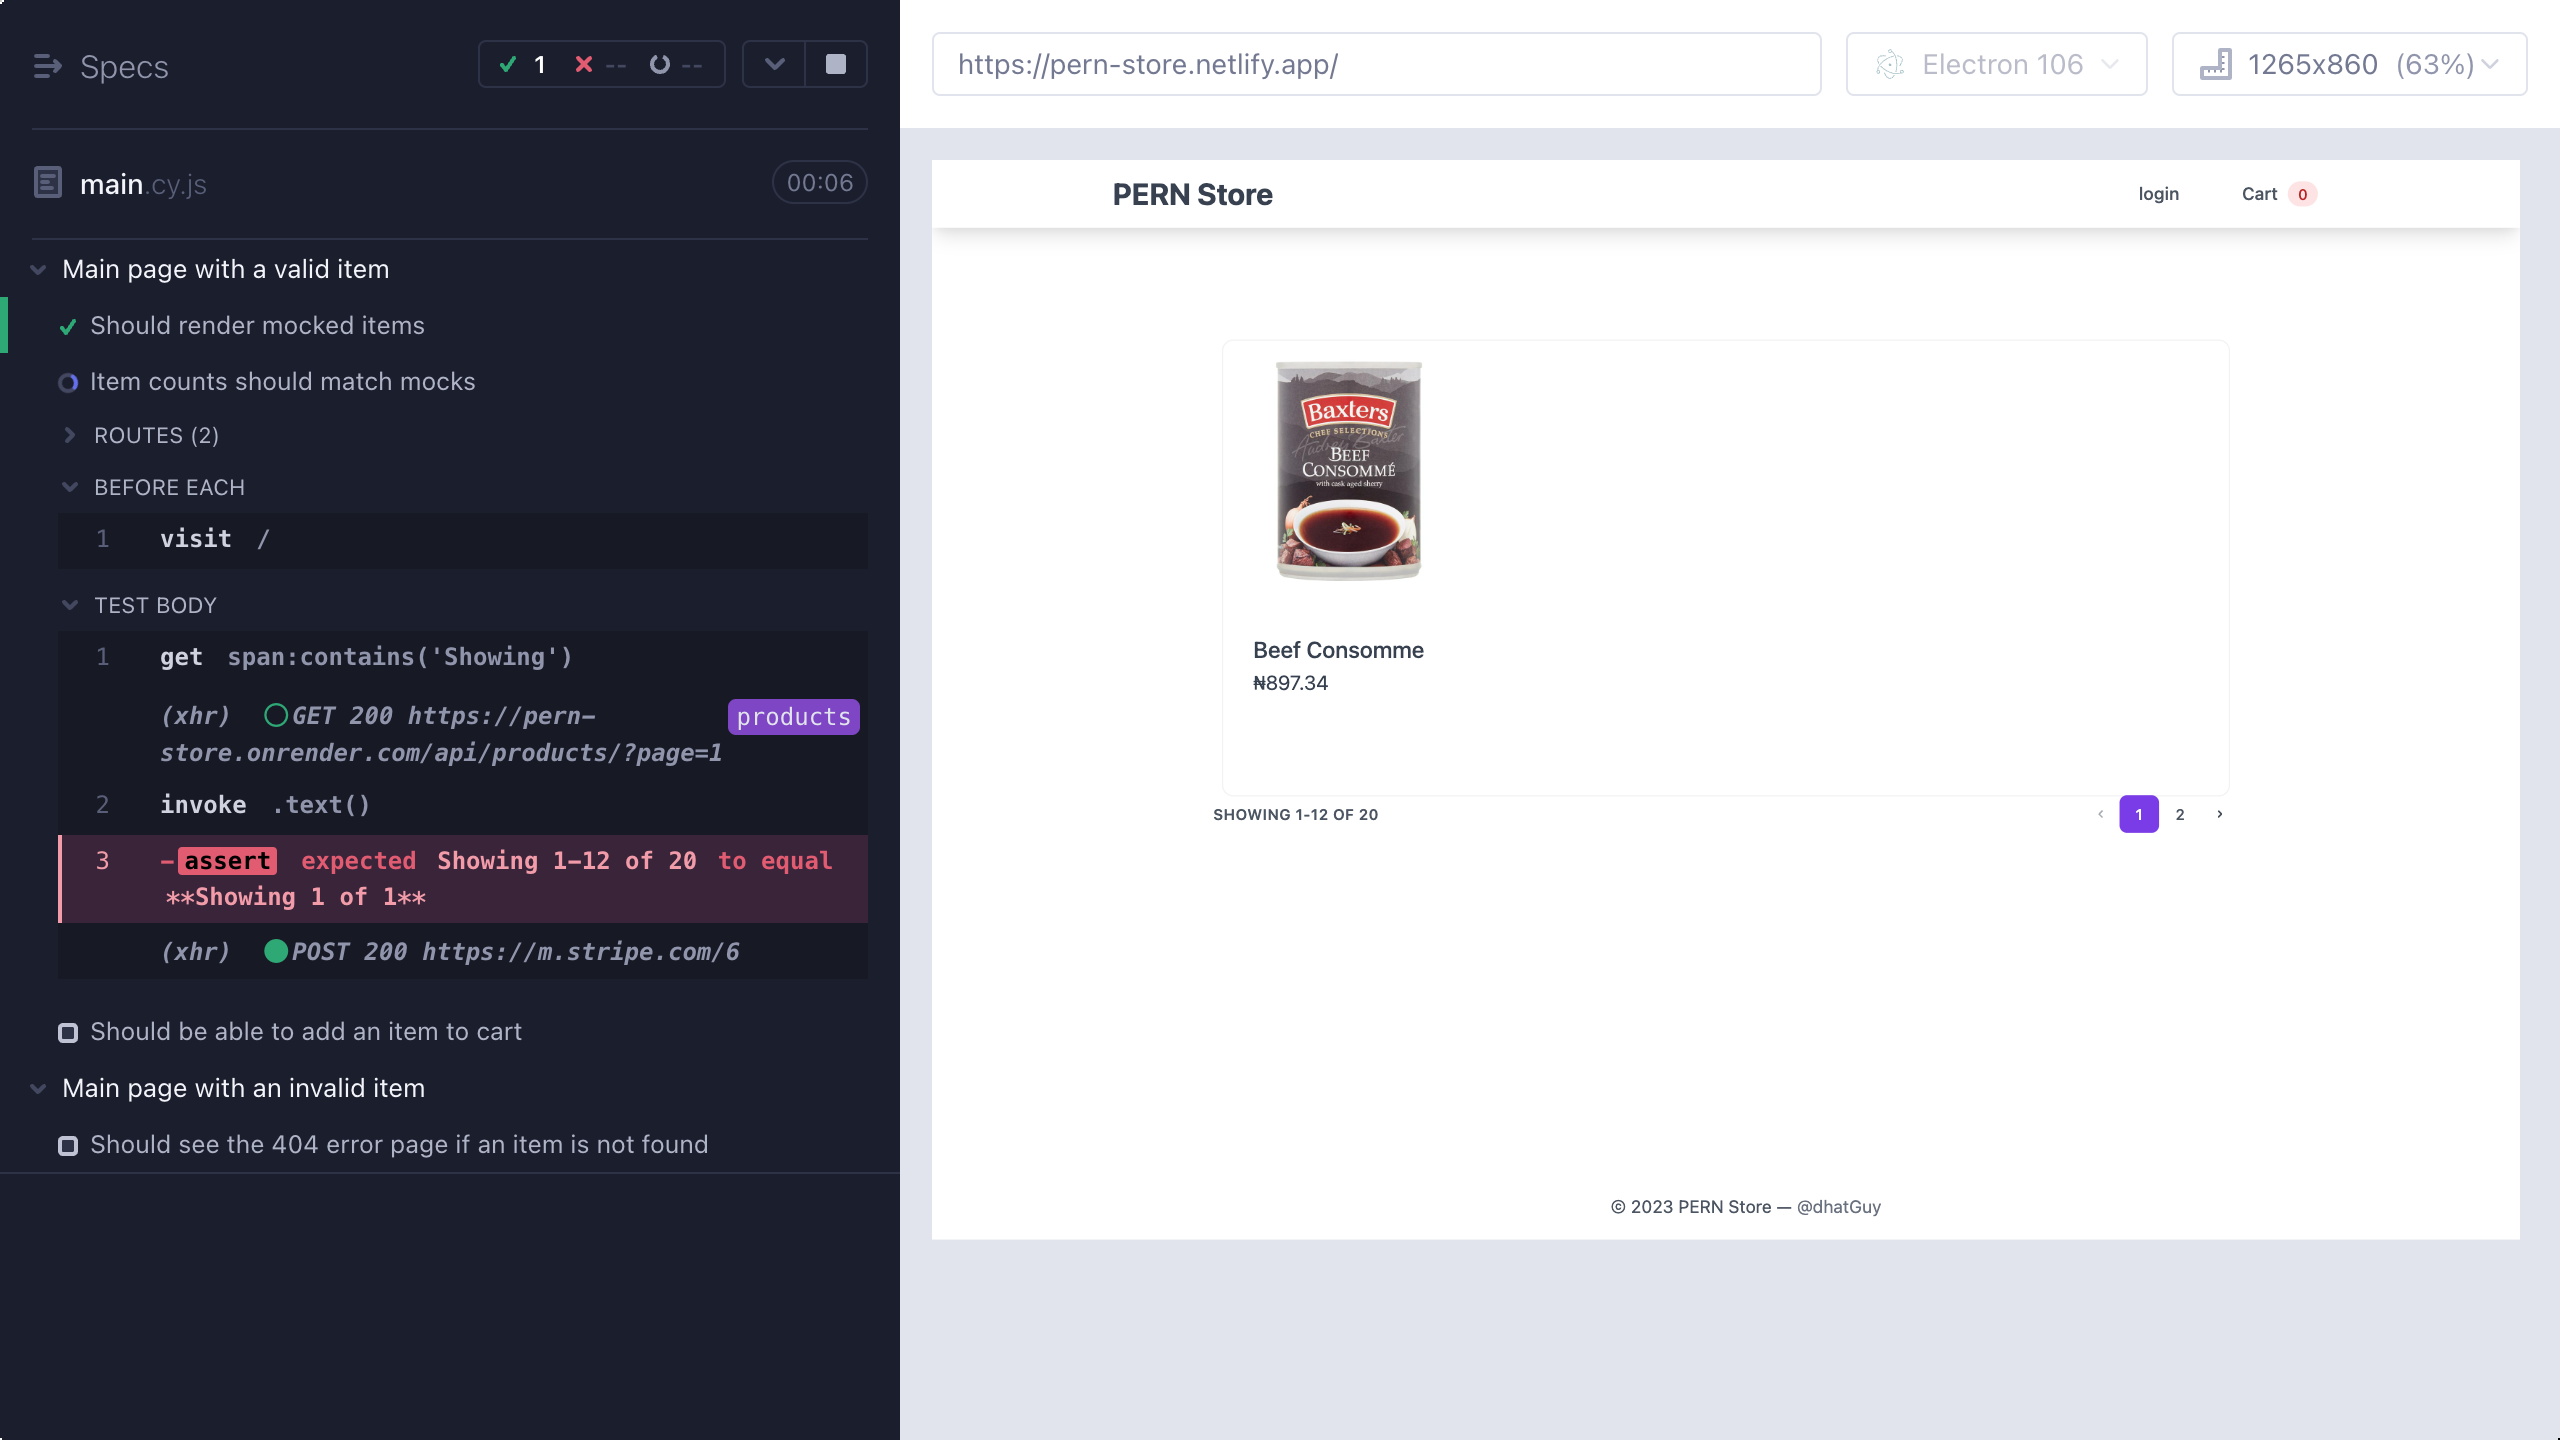 Specs
1 -- --
main.cy.js
00:06
Main page with a valid item
Should render mocked items
Item counts should match mocks
ROUTES (2)
BEFORE EACH
1 visit /
TEST BODY
1 get span:contains('Showing')
(xhr) GET 200 https://pern-
store.onrender.com/api/products/?page=1
products
2 invoke .text()
3 -assert expected Showing 1-12 of 20 to equal
**Showing 1 of 1**
(xhr) POST 200 https://m.stripe.com/6
Should be able to add an item to cart
Main page with an invalid item
Should see the 404 error page if an item is not found
https://pern-store.netlify.app/
Electron 106
1265x860 (63%)
PERN Store
login
Cart 0
Baxters
CHEF SELECTIONS
Audrey Baxter
BEEF
CONSOMMÉ
with cask aged sherry
Beef Consomme
₦897.34
SHOWING 1-12 OF 20
‹ 1 2 ›
© 2023 PERN Store — @dhatGuy